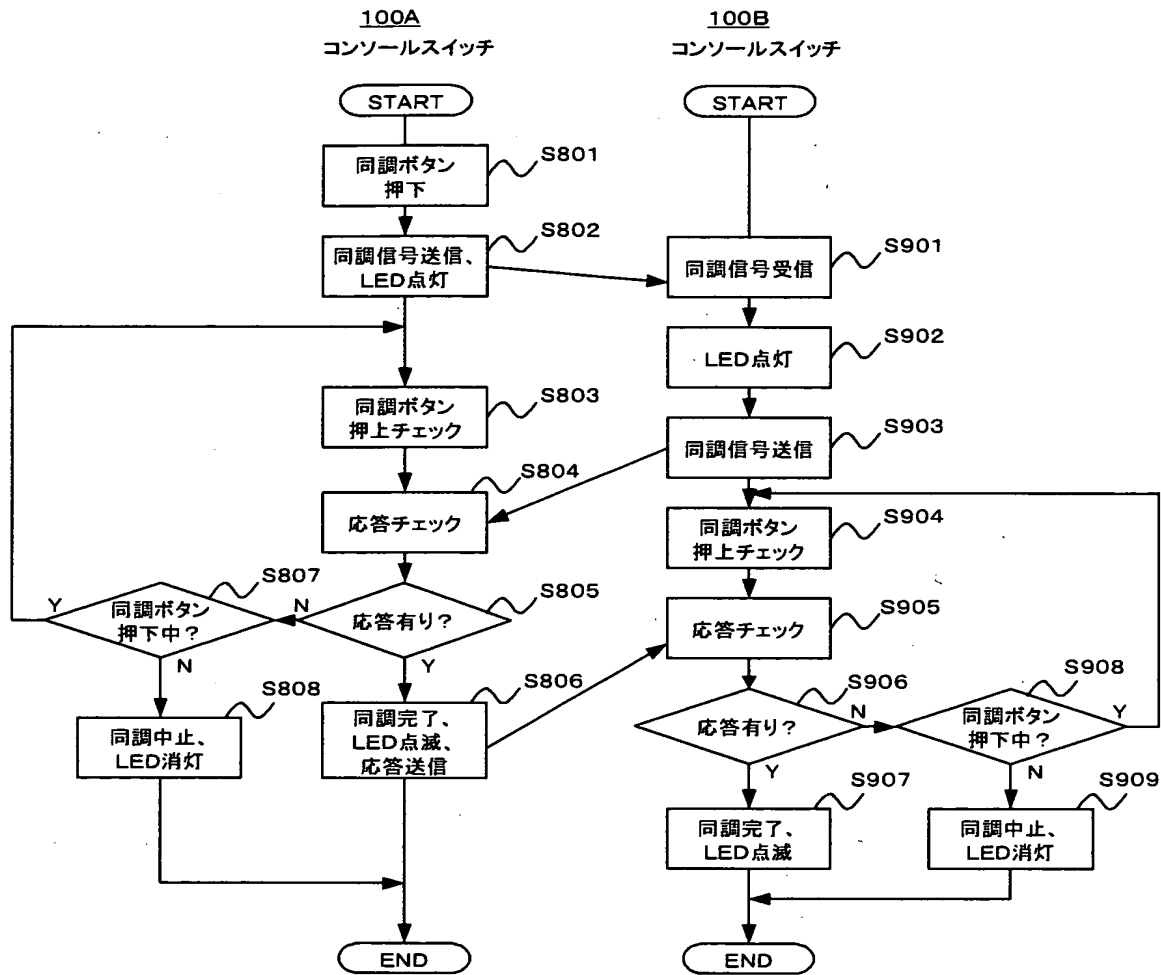 100A
コンソールスイッチ
START
S801
同調ボタン
押下
S802
同調信号送信、
LED点灯
S803
同調ボタン
押上チェック
S804
応答チェック
S805
応答有り?
Y
N
S807
同調ボタン
押下中?
Y
N
S808
同調中止、
LED消灯
S806
同調完了、
LED点滅、
応答送信
END
100B
コンソールスイッチ
START
S901
同調信号受信
S902
LED点灯
S903
同調信号送信
S904
同調ボタン
押上チェック
S905
応答チェック
S906
応答有り?
N
Y
S908
同調ボタン
押下中?
Y
N
S907
同調完了、
LED点滅
S909
同調中止、
LED消灯
END